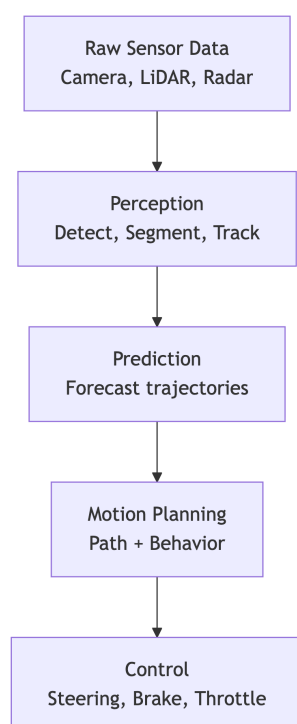 Raw Sensor Data
Camera, LiDAR, Radar
Perception
Detect, Segment, Track
Prediction
Forecast trajectories
Motion Planning
Path + Behavior
Control
Steering, Brake, Throttle